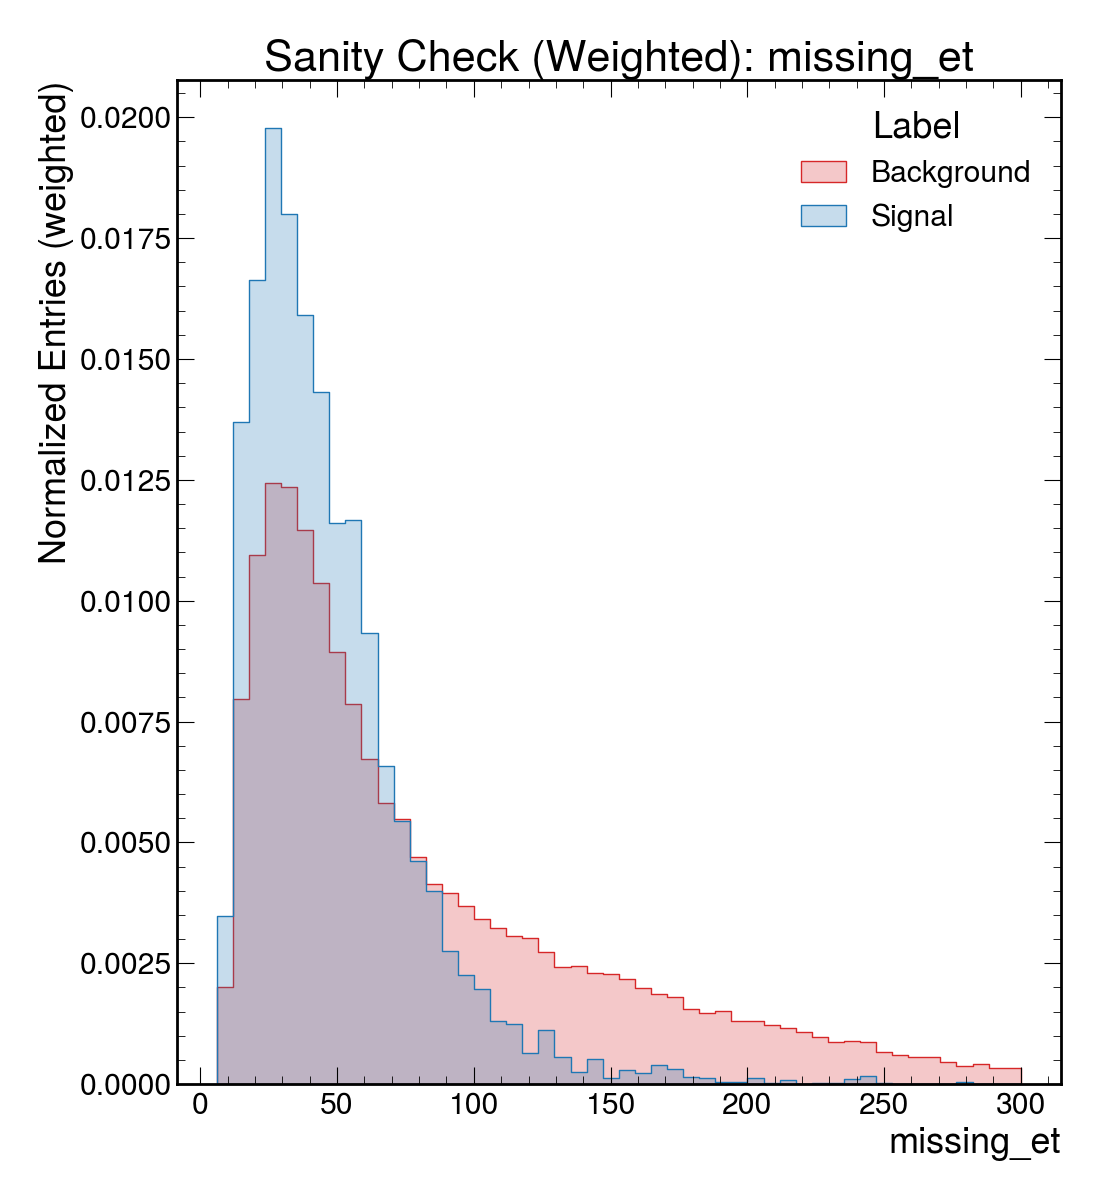 Sanity Check (Weighted): missing_et
Normalized Entries (weighted)
0.0200
0.0175
0.0150
0.0125
0.0100
0.0075
0.0050
0.0025
0.0000
Label
Background
Signal
0 50 100 150 200 250 300
missing_et